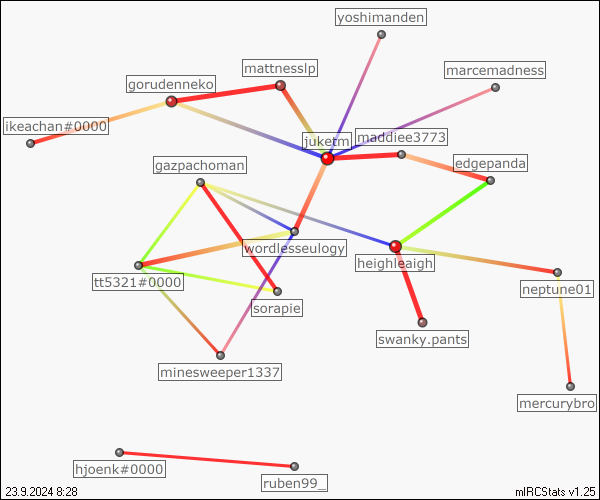 yoshimanden
mattnesslp
marcemadness
gorudenneko
ikeachan#0000
juketm
maddiee3773
gazpachoman
edgepanda
wordlesseulogy
heighleaigh
tt5321#0000
neptune01
sorapie
swanky.pants
minesweeper1337
mercurybro
hjoenk#0000
ruben99_
23.9.2024 8:28
mIRCStats v1.25